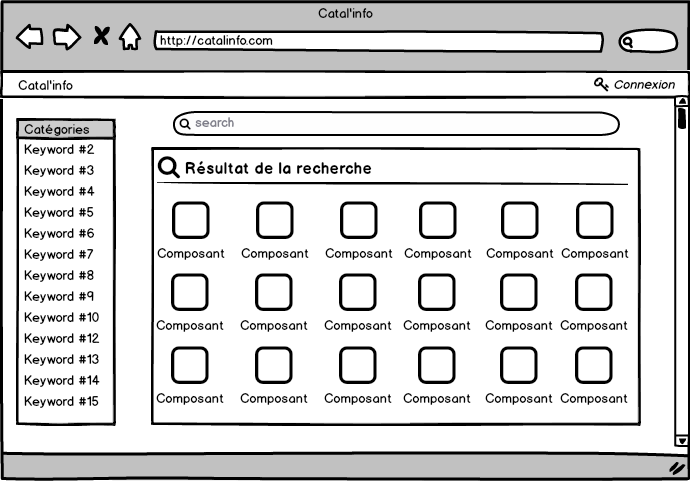 Catal'info
http://catalinfo.com
Catal'info
Connexion
search
Catégories
Keyword #2
Keyword #3
Keyword #4
Keyword #5
Keyword #6
Keyword #7
Keyword #8
Keyword #9
Keyword #10
Keyword #12
Keyword #13
Keyword #14
Keyword #15
Résultat de la recherche
Composant Composant Composant Composant Composant Composant
Composant Composant Composant Composant Composant Composant
Composant Composant Composant Composant Composant Composant